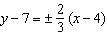 y − 7 = ± 2/3 (x − 4)